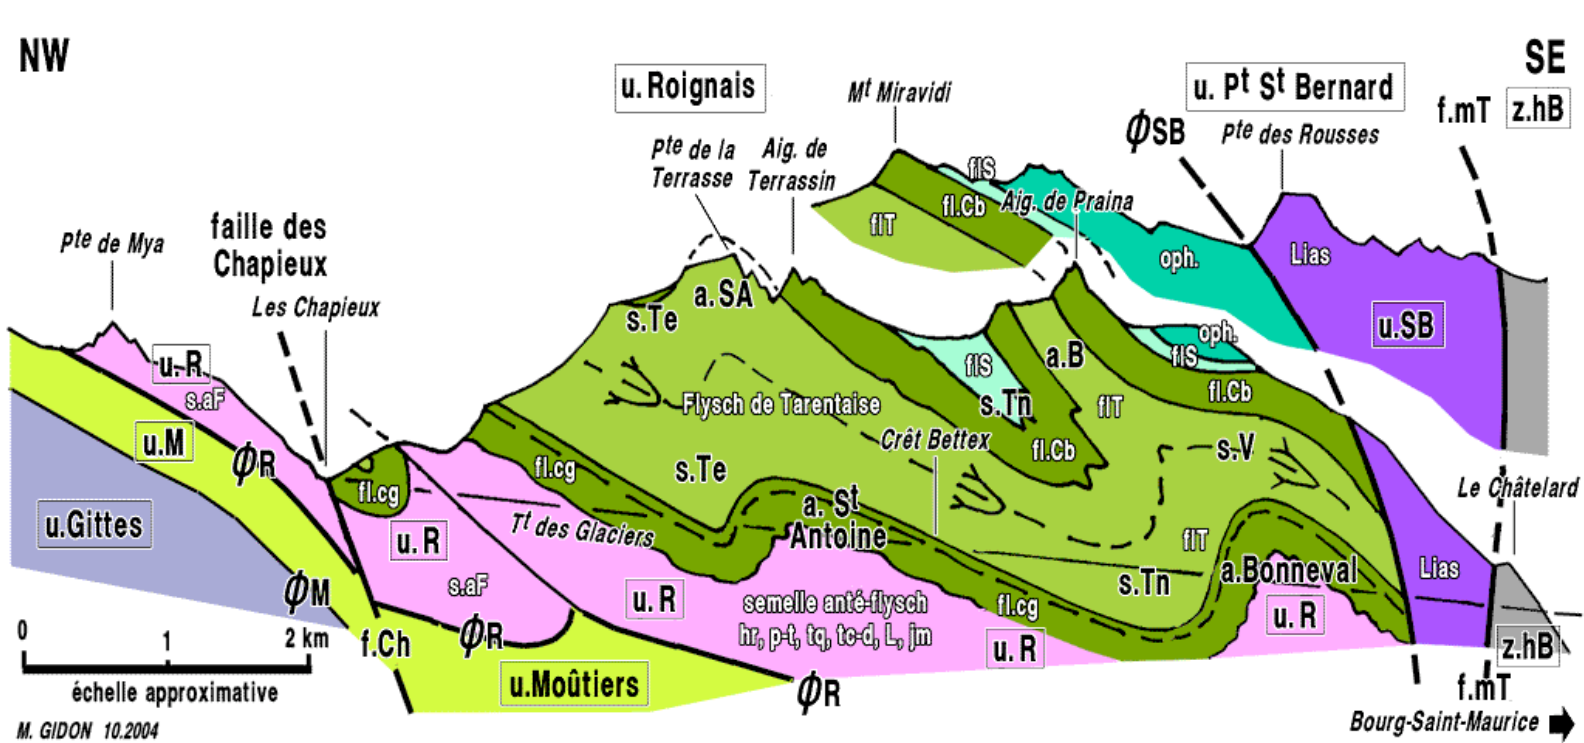 NW
SE
u. Roignais
Mt Miravidi
u. Pt St Bernard
f.mT
z.hB
ϕSB
Pte des Rousses
Pte de la
Terrasse
Aig. de
Terrassin
flS
fl.Cb
Aig. de Praina
flT
oph.
Lias
u.SB
Pte de Mya
faille des
Chapieux
Les Chapieux
s.Te
a.SA
u.R
s.aF
u.M
ϕR
flS
s.Tn
a.B
oph.
flS
fl.Cb
flT
Flysch de Tarentaise
Crêt Bettex
fl.Cb
s.V
s.Te
fl.cg
fl.cg
Le Châtelard
u.Gittes
u. R
Tt des Glaciers
a. St
Antoine
flT
s.Tn
a.Bonneval
Lias
s.aF
ϕM
u. R
semelle anté-flysch
hr, p-t, tq, tc-d, L, jm
fl.cg
u. R
u. R
z.hB
0
1
2 km
échelle approximative
f.Ch
ϕR
u.Moûtiers
ϕR
f.mT
Bourg-Saint-Maurice
M. GIDON 10.2004